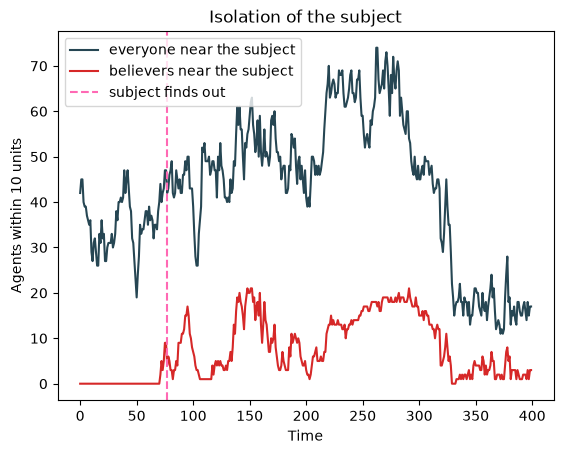 Isolation of the subject
everyone near the subject
believers near the subject
subject finds out
Agents within 10 units
70
60
50
40
30
20
10
0
0 50 100 150 200 250 300 350 400
Time